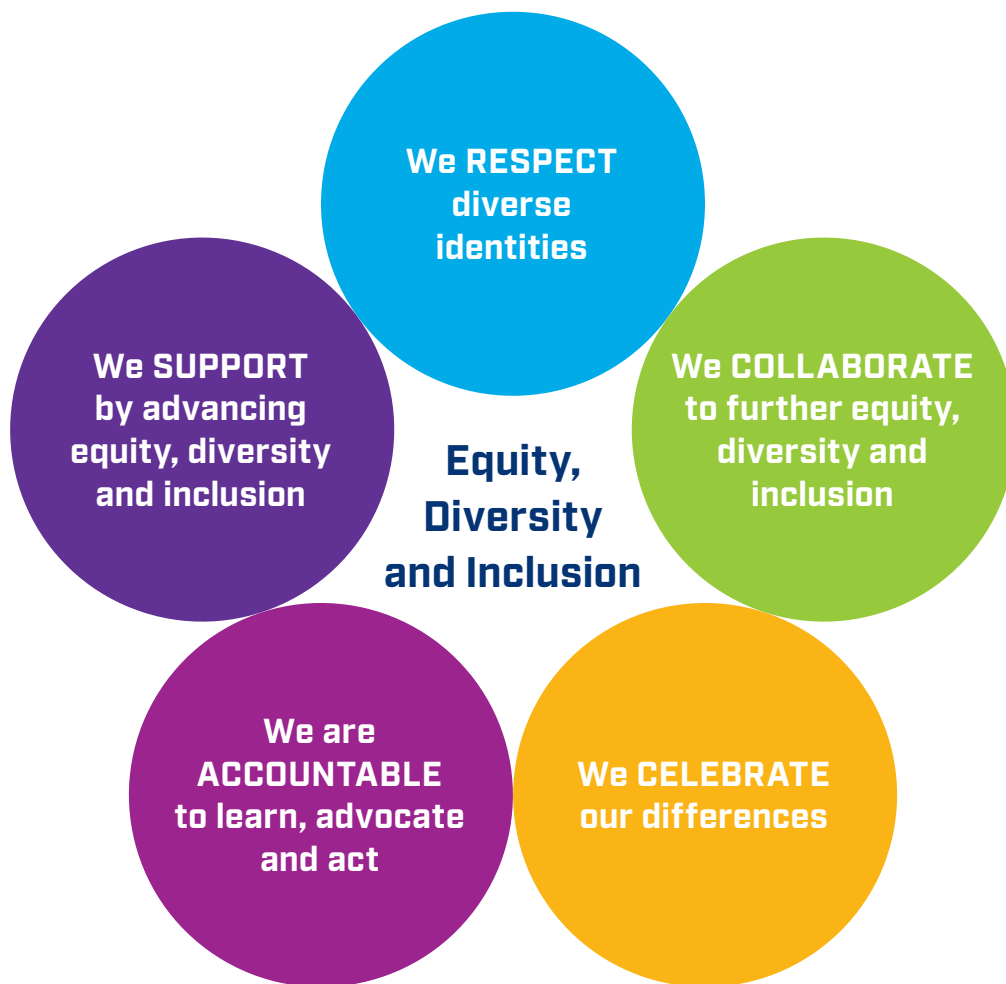 We RESPECT
diverse
identities
We COLLABORATE
to further equity,
diversity and
inclusion
We CELEBRATE
our differences
We are
ACCOUNTABLE
to learn, advocate
and act
We SUPPORT
by advancing
equity, diversity
and inclusion
Equity,
Diversity
and Inclusion